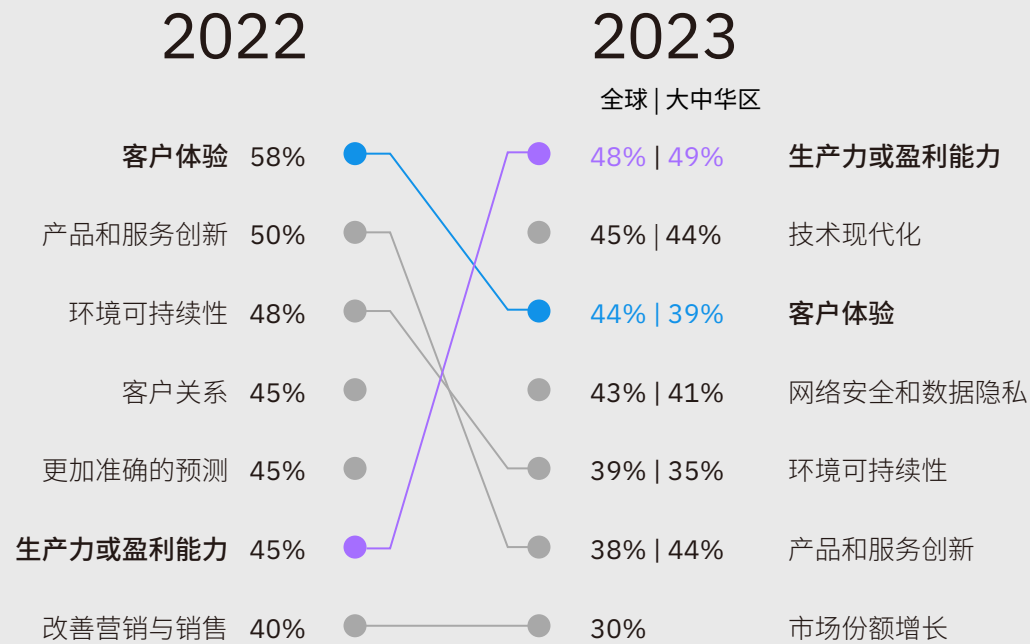 2022 2023
全球 | 大中华区
客户体验 58% 48% | 49% 生产力或盈利能力
产品和服务创新 50% 45% | 44% 技术现代化
环境可持续性 48% 44% | 39% 客户体验
客户关系 45% 43% | 41% 网络安全和数据隐私
更加准确的预测 45% 39% | 35% 环境可持续性
生产力或盈利能力 45% 38% | 44% 产品和服务创新
改善营销与销售 40% 30% 市场份额增长